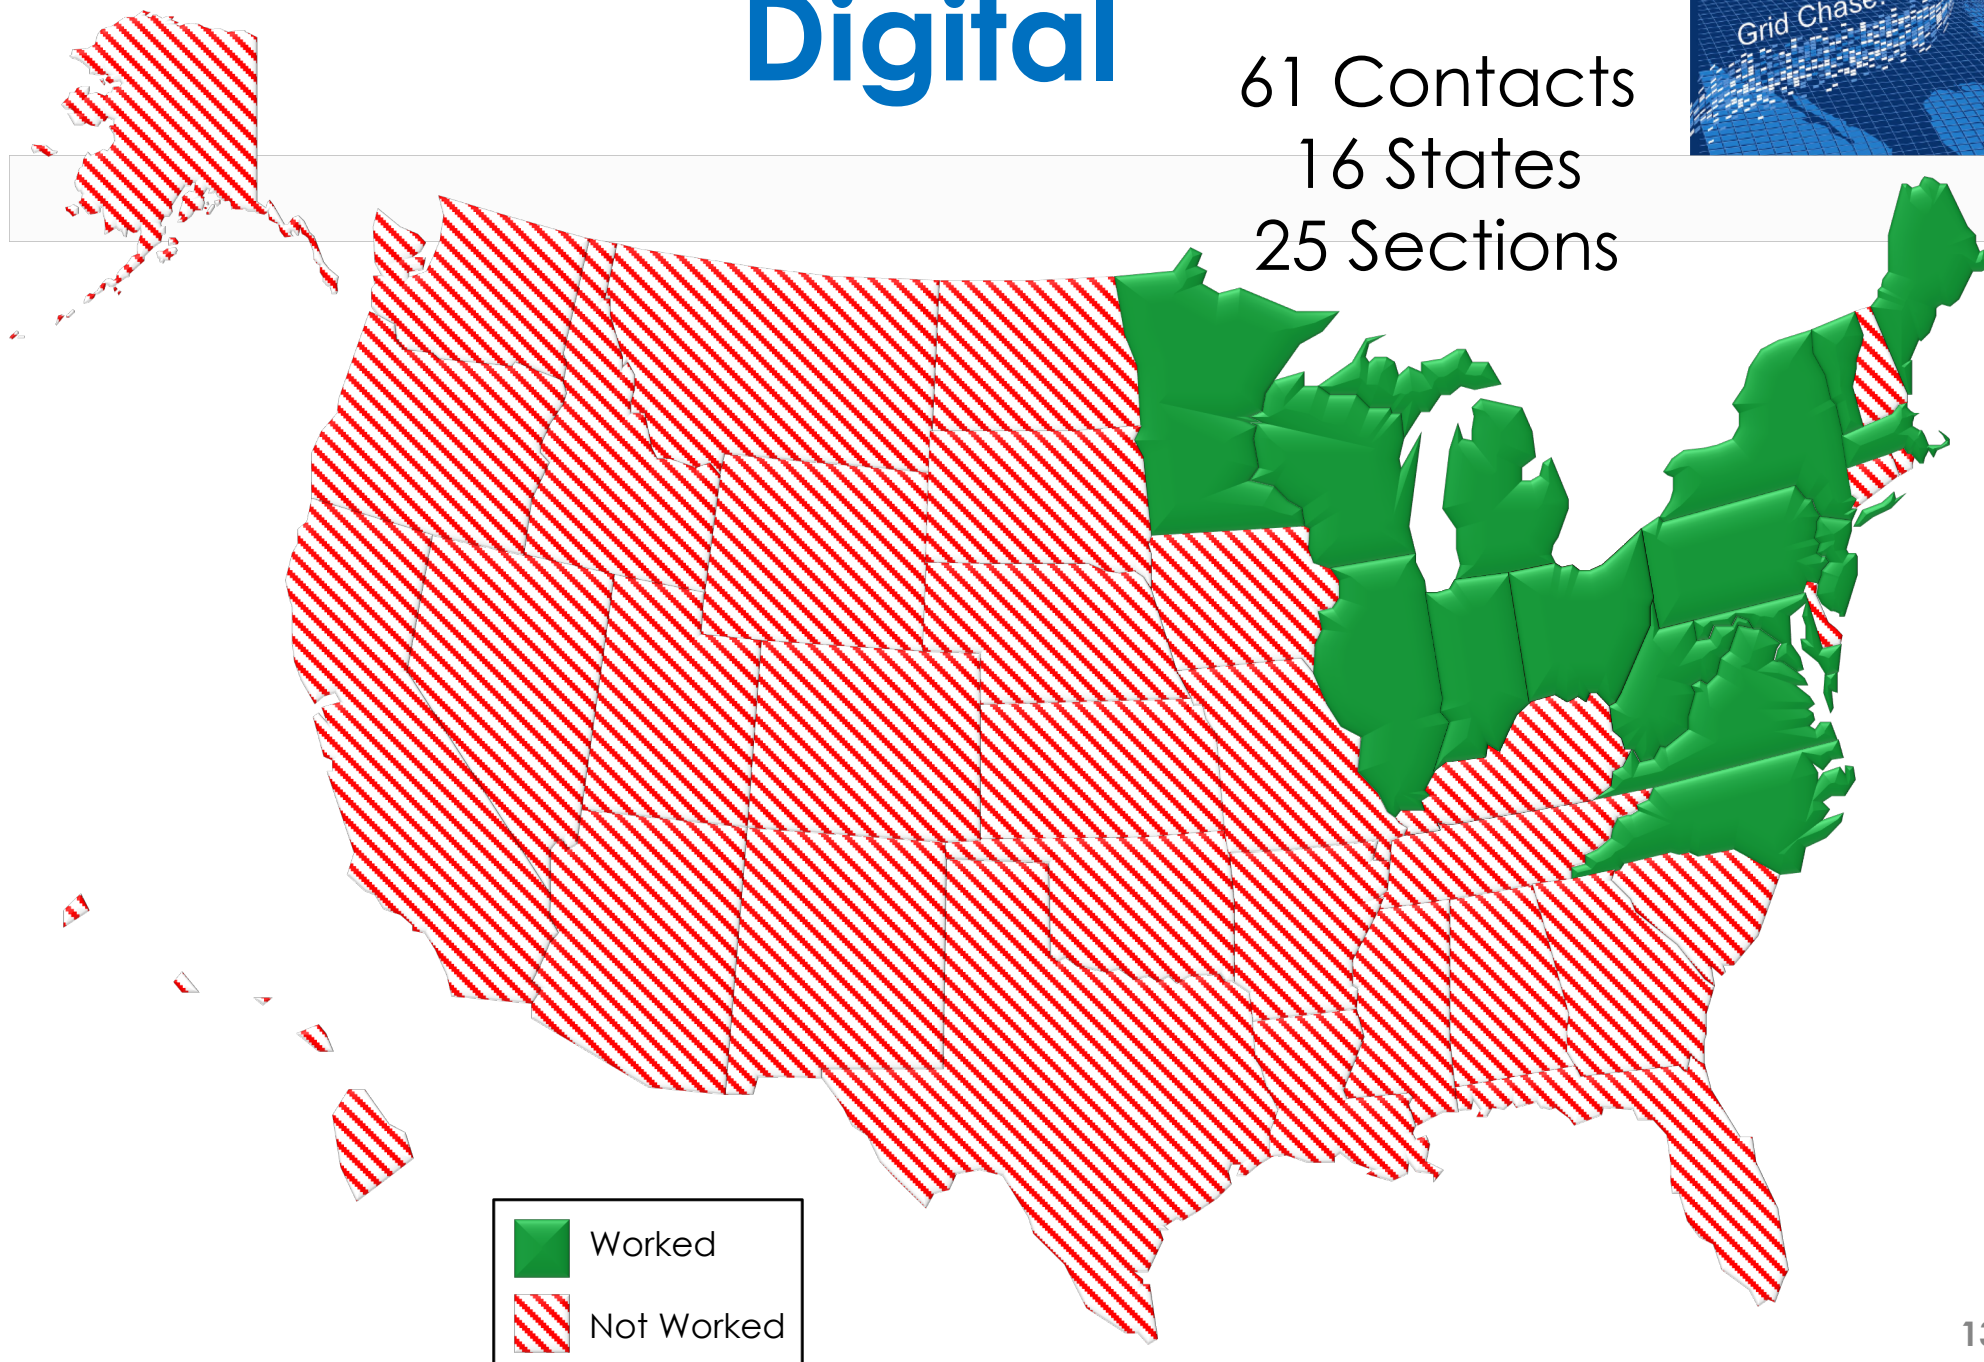 Digital
61 Contacts
16 States
25 Sections
Grid Chase
Worked
Not Worked